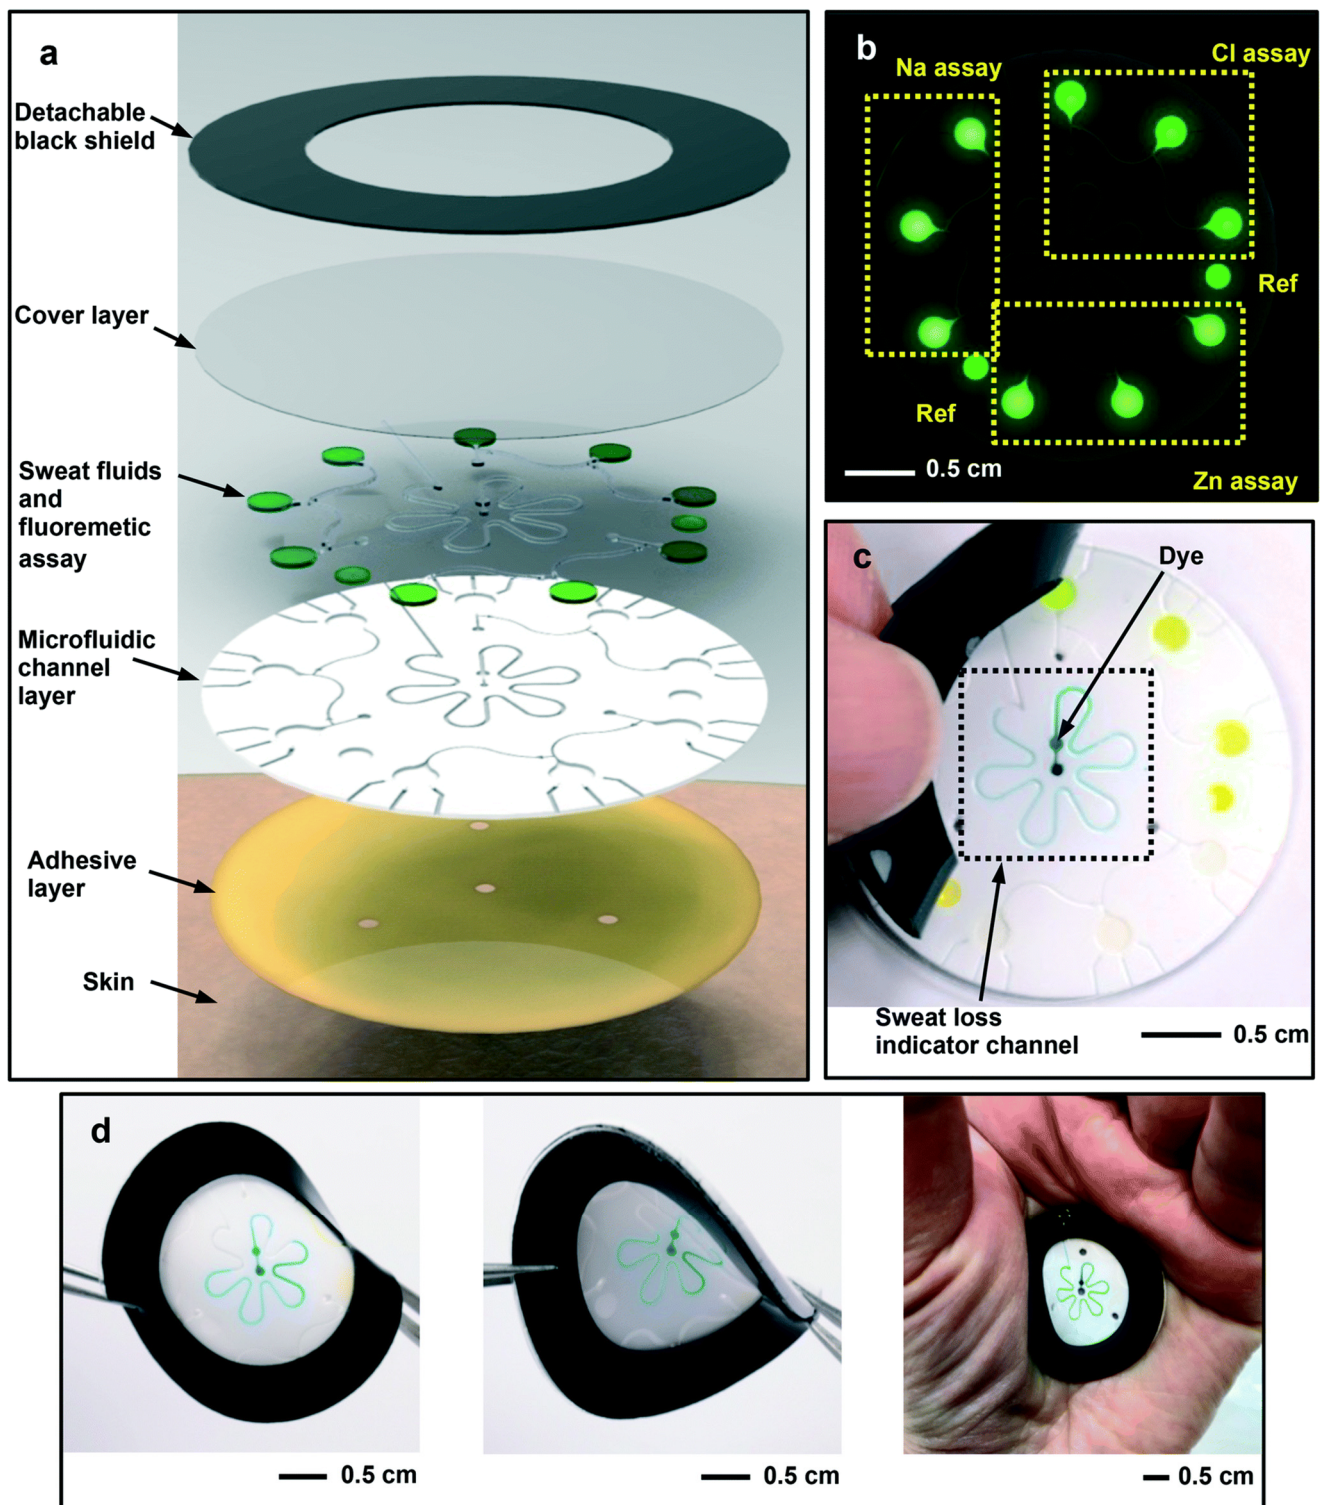 a
Detachable
black shield
Cover layer
Sweat fluids
and
fluoremetic
assay
Microfluidic
channel
layer
Adhesive
layer
Skin
b
Na assay
Cl assay
Ref
Ref
0.5 cm
Zn assay
c
Dye
Sweat loss
indicator channel
0.5 cm
d
0.5 cm
0.5 cm
0.5 cm